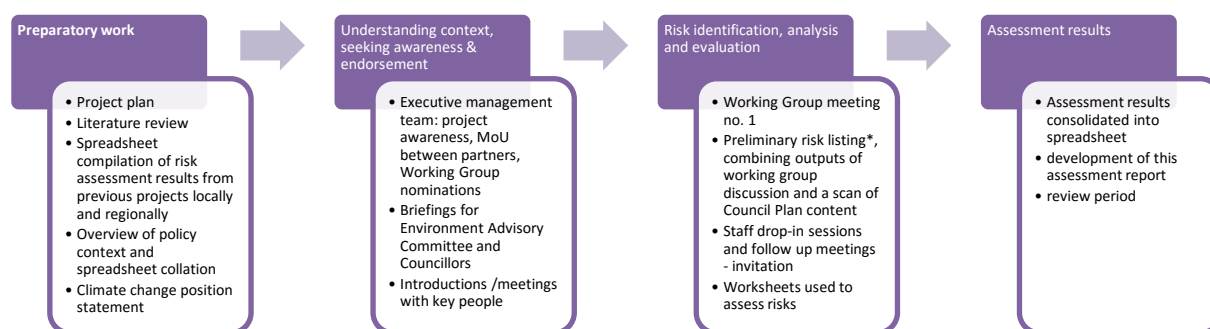 Preparatory work
• Project plan
• Literature review
• Spreadsheet
compilation of risk
assessment results from
previous projects locally
and regionally
• Overview of policy
context and
spreadsheet collation
• Climate change position
statement
Understanding context,
seeking awareness &
endorsement
• Executive management
team: project
awareness, MoU
between partners,
Working Group
nominations
• Briefings for
Environment Advisory
Committee and
Councillors
• Introductions /meetings
with key people
Risk identification, analysis
and evaluation
• Working Group meeting
no. 1
• Preliminary risk listing*,
combining outputs of
working group
discussion and a scan of
Council Plan content
• Staff drop-in sessions
and follow up meetings
- invitation
• Worksheets used to
assess risks
Assessment results
• Assessment results
consolidated into
spreadsheet
• development of this
assessment report
• review period